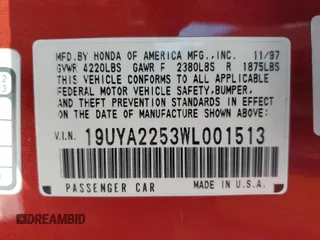 MFD. BY HONDA OF AMERICA MFG., INC. 11/97
GVWR 4220LBS GAWR F 2380LBS R 1875LBS
THIS VEHICLE CONFORMS TO ALL APPLICABLE
FEDERAL MOTOR VEHICLE SAFETY, BUMPER,
AND THEFT PREVENTION STANDARDS IN EFFECT
ON THE DATE OF MANUFACTURE SHOWN ABOVE.
V.I.N. 19UYA2253WL001513
PASSENGER CAR
DREAMBID